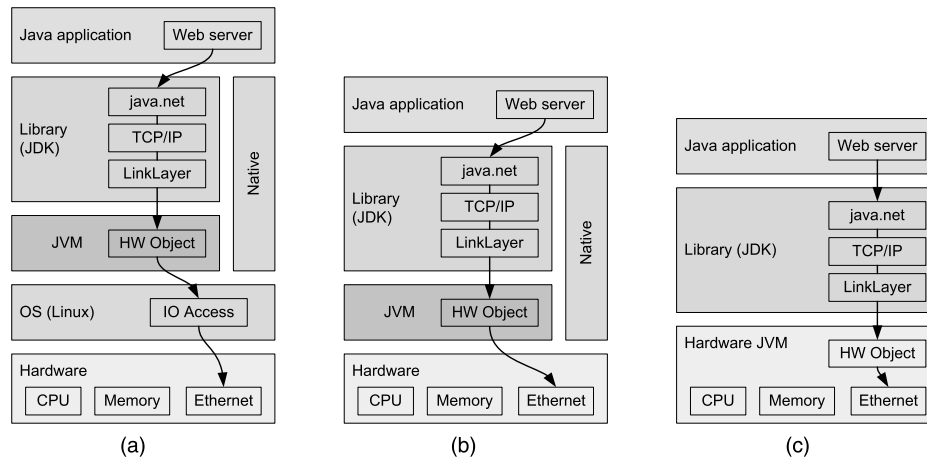 Java application
Web server
java.net
Library
(JDK)
TCP/IP
LinkLayer
Native
JVM
HW Object
OS (Linux)
IO Access
Hardware
CPU
Memory
Ethernet
(a)
Java application
Web server
java.net
Library
(JDK)
TCP/IP
LinkLayer
Native
JVM
HW Object
Hardware
CPU
Memory
Ethernet
(b)
Java application
Web server
java.net
Library (JDK)
TCP/IP
LinkLayer
Hardware JVM
HW Object
CPU
Memory
Ethernet
(c)